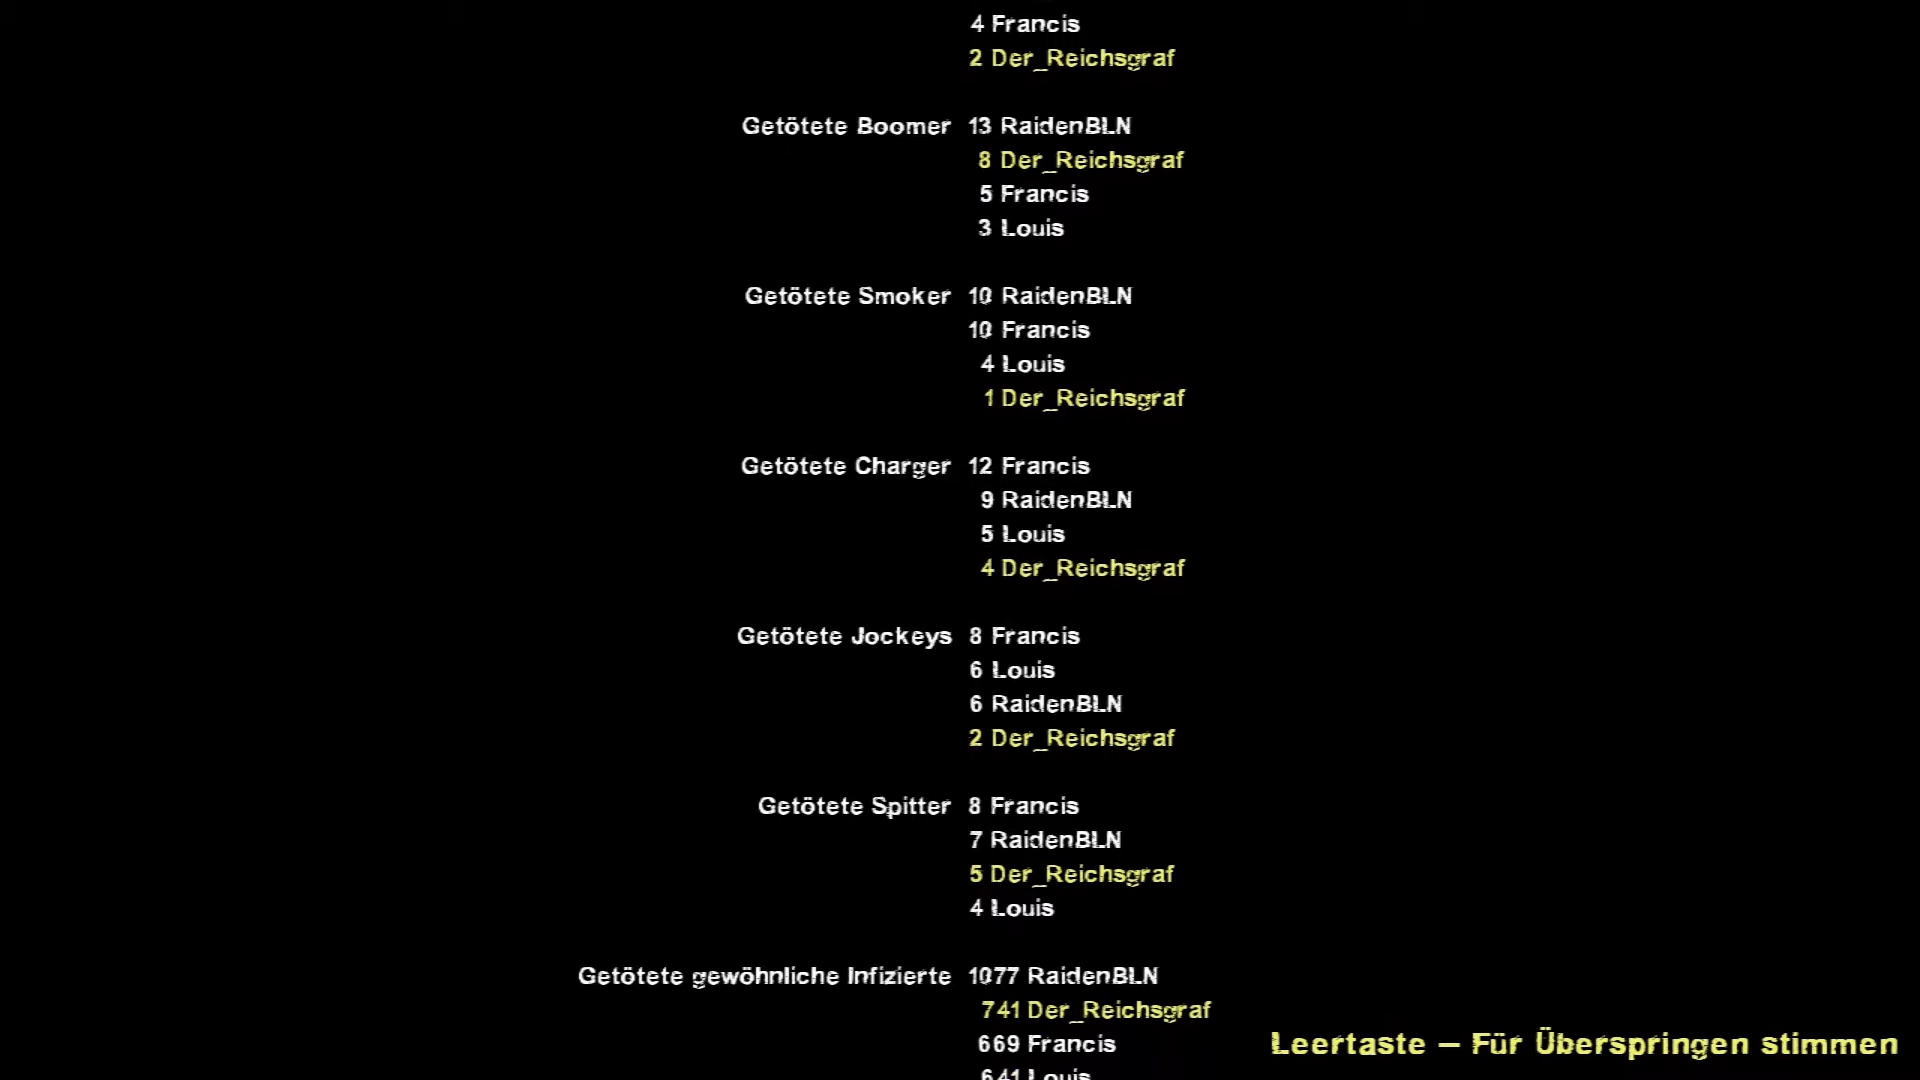 4 Francis
2 Der_Reichsgraf
Getötete Boomer 13 RaidenBLN
8 Der_Reichsgraf
5 Francis
3 Louis
Getötete Smoker 10 RaidenBLN
10 Francis
4 Louis
1 Der_Reichsgraf
Getötete Charger 12 Francis
9 RaidenBLN
5 Louis
4 Der_Reichsgraf
Getötete Jockeys 8 Francis
6 Louis
6 RaidenBLN
2 Der_Reichsgraf
Getötete Spitter 8 Francis
7 RaidenBLN
5 Der_Reichsgraf
4 Louis
Getötete gewöhnliche Infizierte 1077 RaidenBLN
741 Der_Reichsgraf
669 Francis
641 Louis
Leertaste – Für Überspringen stimmen